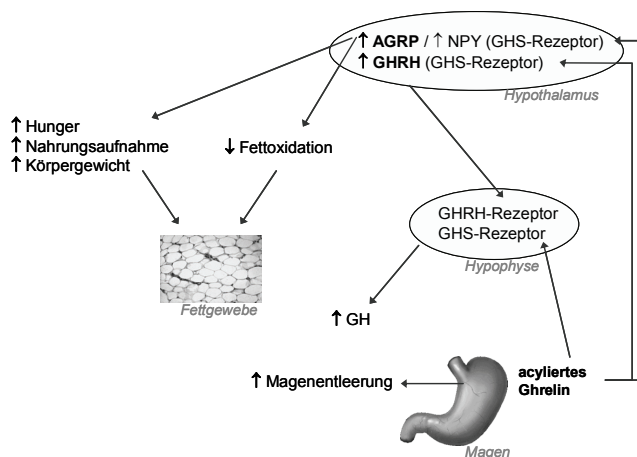 ↑ AGRP / ↑ NPY (GHS-Rezeptor)
↑ GHRH (GHS-Rezeptor)
Hypothalamus
↑ Hunger
↑ Nahrungsaufnahme
↑ Körpergewicht
↓ Fettoxidation
GHRH-Rezeptor
GHS-Rezeptor
Hypophyse
Fettgewebe
↑ GH
↑ Magenentleerung
acyliertes
Ghrelin
Magen